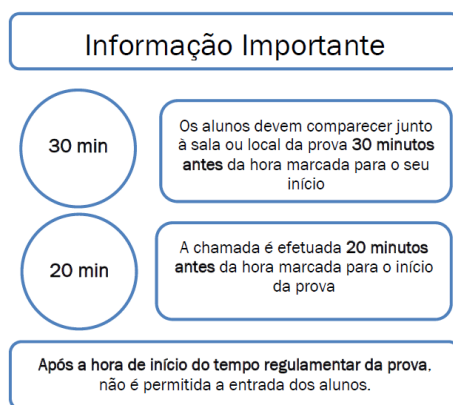 Informação Importante
30 min
Os alunos devem comparecer junto
à sala ou local da prova 30 minutos
antes da hora marcada para o seu
início
20 min
A chamada é efetuada 20 minutos
antes da hora marcada para o início
da prova
Após a hora de início do tempo regulamentar da prova,
não é permitida a entrada dos alunos.